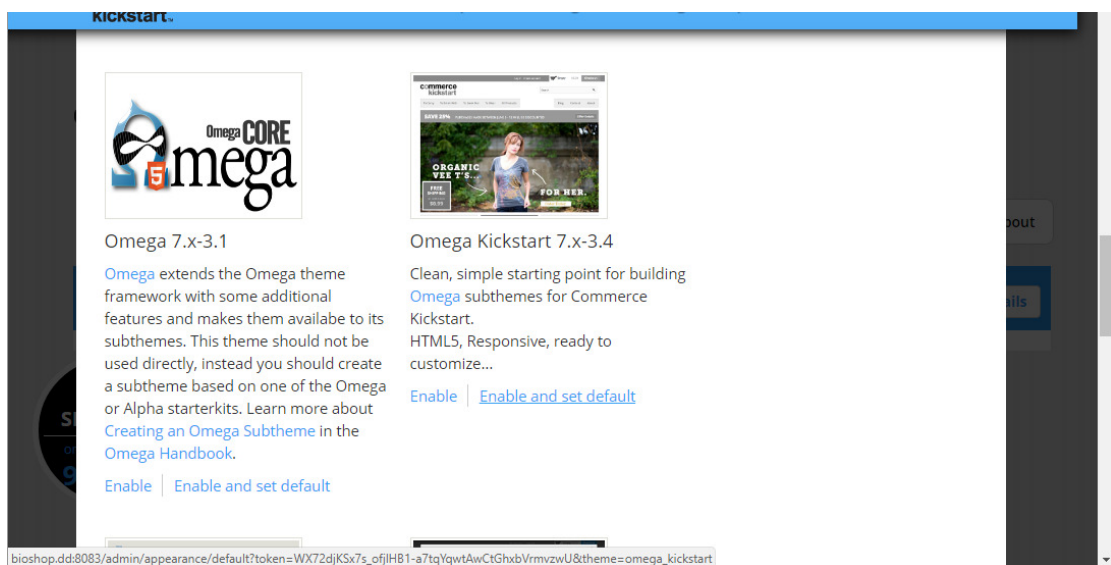 kickstart™
Omega CORE
Omega
commerce
kickstart
SAVE 20%
ORGANIC
VEE T'S...
FREE
SHIPPING
FOR HER.
Omega 7.x-3.1
Omega Kickstart 7.x-3.4
Omega extends the Omega theme
framework with some additional
features and makes them availabe to its
subthemes. This theme should not be
used directly, instead you should create
a subtheme based on one of the Omega
or Alpha starterkits. Learn more about
Creating an Omega Subtheme in the
Omega Handbook.
Enable
Enable and set default
Clean, simple starting point for building
Omega subthemes for Commerce
Kickstart.
HTML5, Responsive, ready to
customize...
Enable
Enable and set default
bioshop.dd:8083/admin/appearance/default?token=WX72djKSx7s_ofjlHB1-a7tqYqwtAwCtGhxbVrmvzwU&theme=omega_kickstart